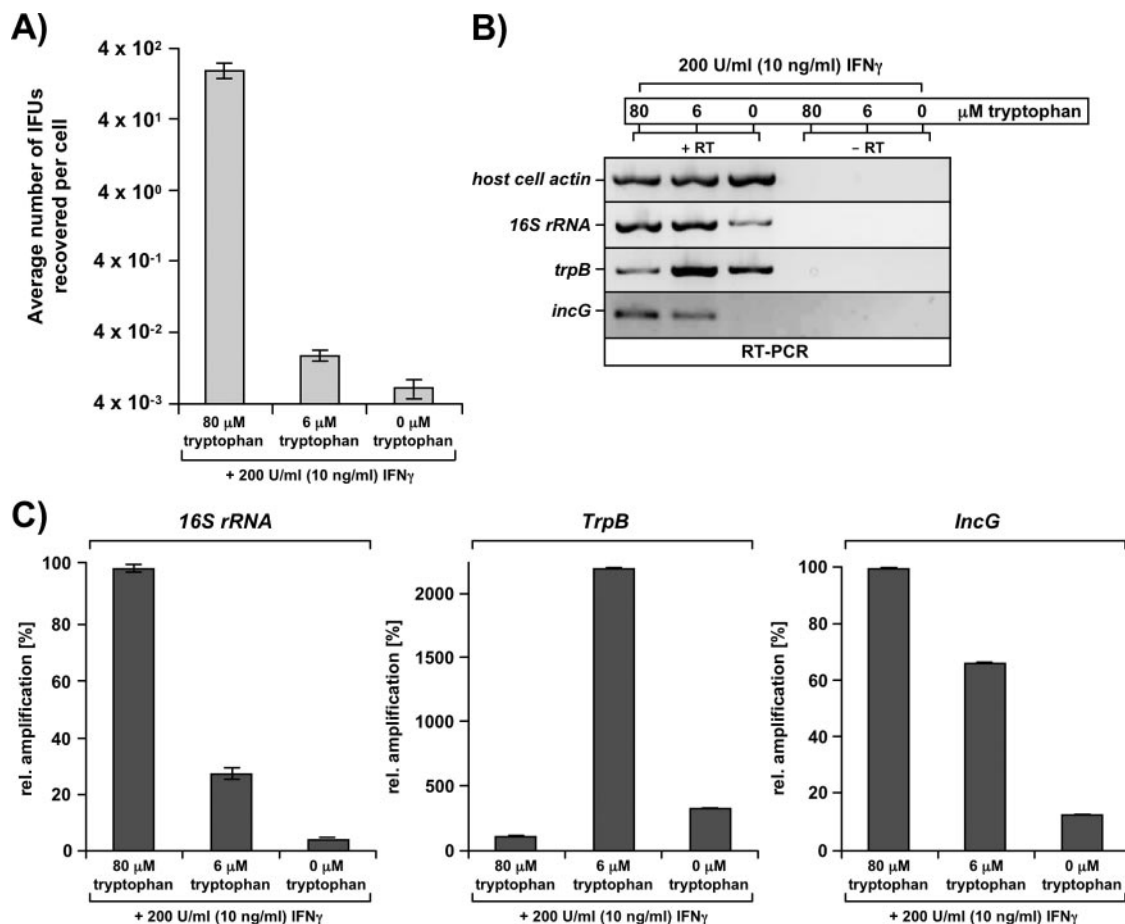 A)
Average number of IFUs
recovered per cell
4 x 10²
4 x 10¹
4 x 10⁰
4 x 10⁻¹
4 x 10⁻²
4 x 10⁻³
80 μM 6 μM 0 μM
tryptophan tryptophan tryptophan
+ 200 U/ml (10 ng/ml) IFNγ
B)
200 U/ml (10 ng/ml) IFNγ
80 6 0 80 6 0 μM tryptophan
+ RT – RT
host cell actin
16S rRNA
trpB
incG
RT-PCR
C)
16S rRNA
rel. amplification [%]
100
80
60
40
20
0
80 μM 6 μM 0 μM
tryptophan tryptophan tryptophan
+ 200 U/ml (10 ng/ml) IFNγ
TrpB
rel. amplification [%]
2000
1500
1000
500
0
80 μM 6 μM 0 μM
tryptophan tryptophan tryptophan
+ 200 U/ml (10 ng/ml) IFNγ
IncG
rel. amplification [%]
100
80
60
40
20
0
80 μM 6 μM 0 μM
tryptophan tryptophan tryptophan
+ 200 U/ml (10 ng/ml) IFNγ